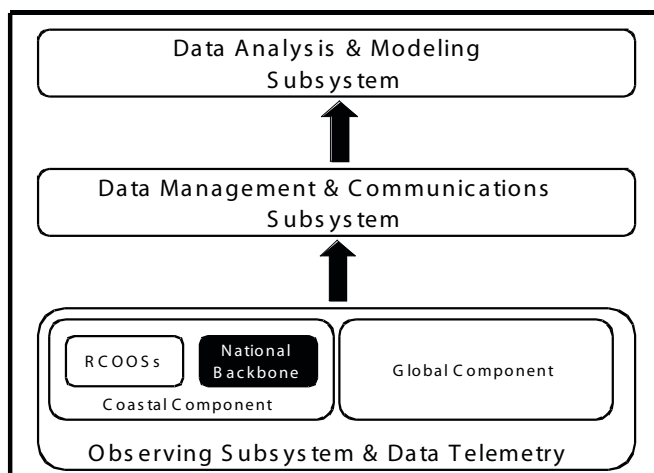 Data Analysis & Modeling
Subsystem
Data Management & Communications
Subsystem
RCOOSs
National
Backbone
Coastal Component
Global Component
Observing Subsystem & Data Telemetry